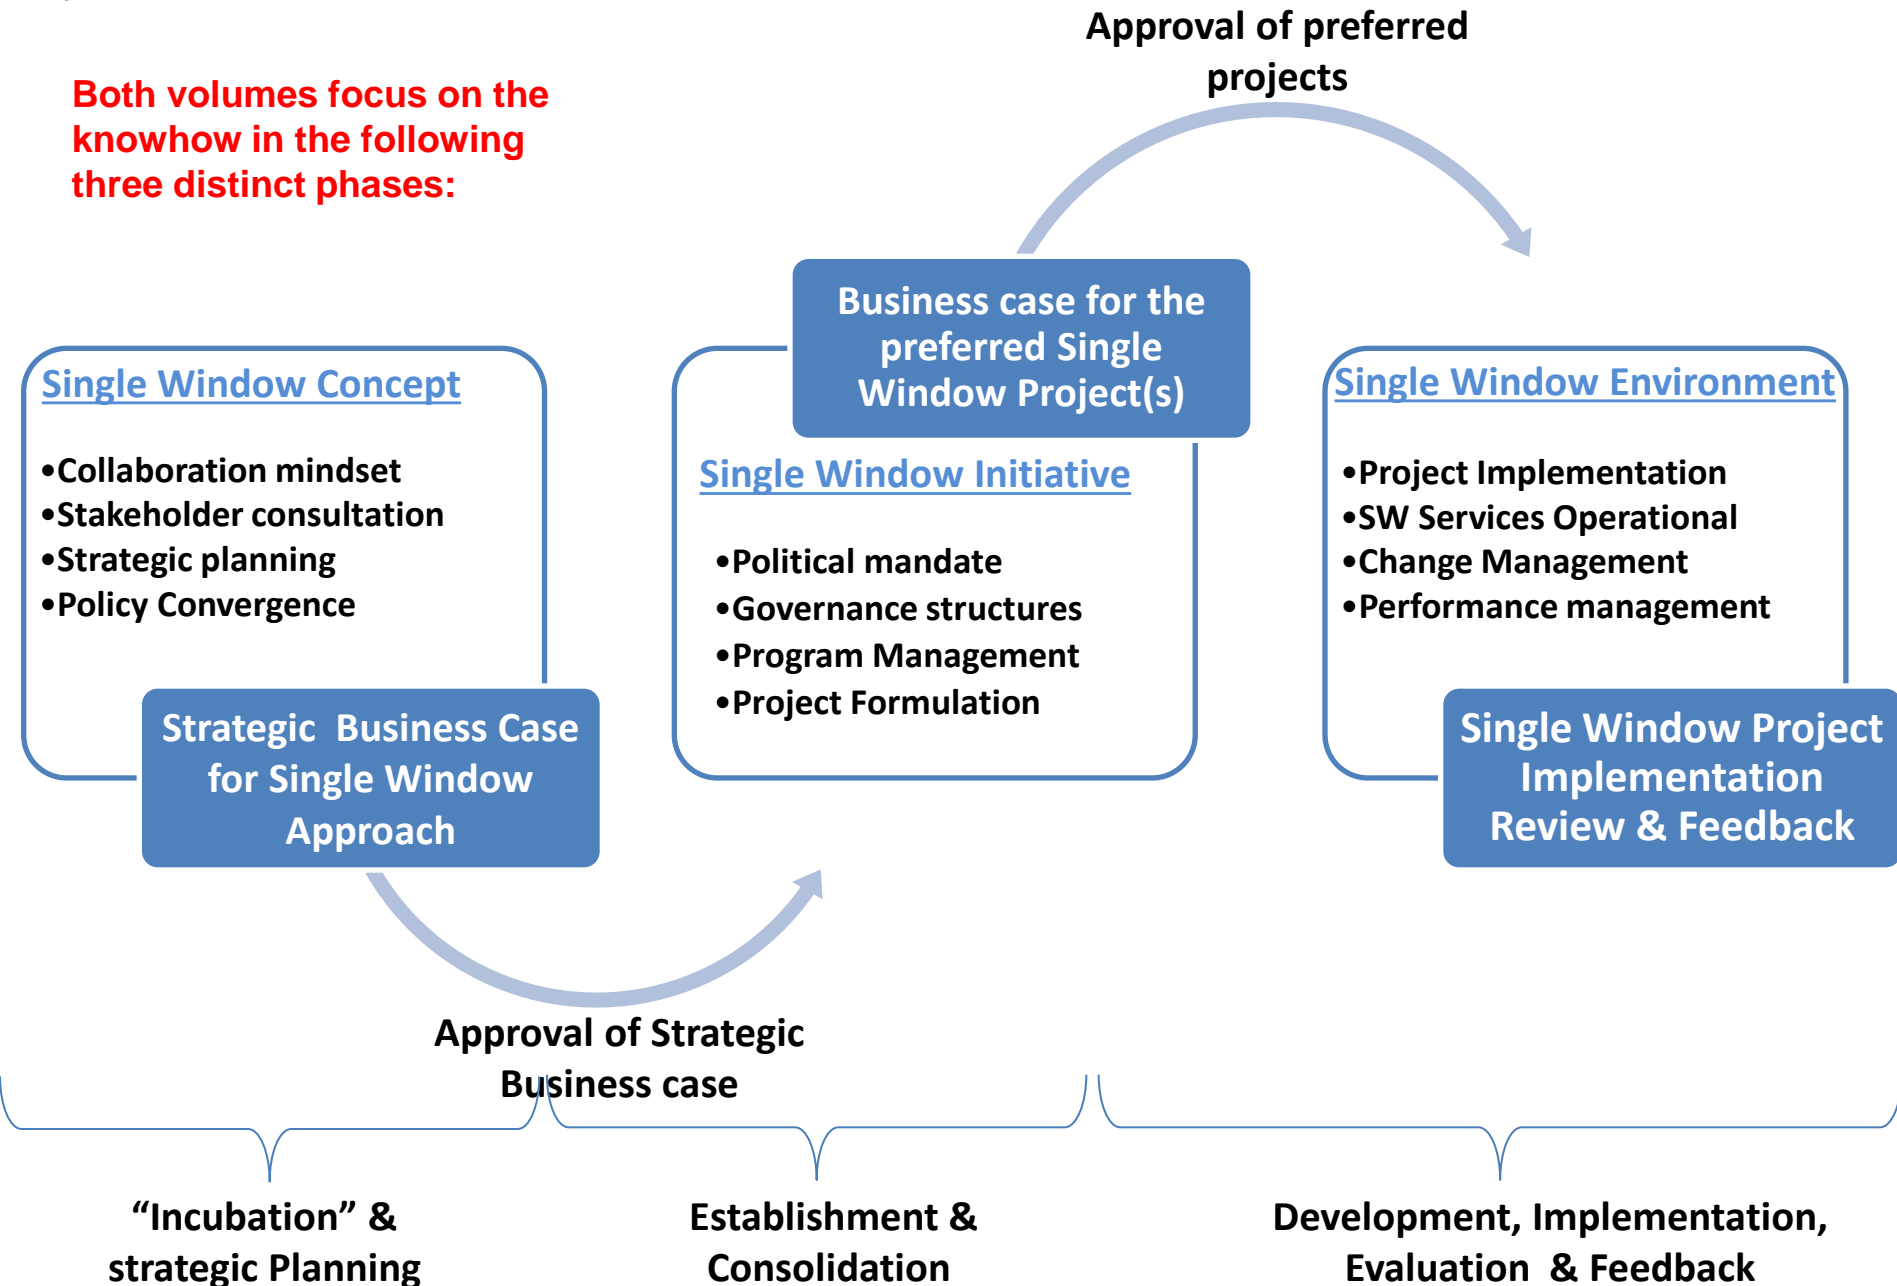 Approval of preferred
projects
Both volumes focus on the
knowhow in the following
three distinct phases:
Single Window Concept
•Collaboration mindset
•Stakeholder consultation
•Strategic planning
•Policy Convergence
Strategic Business Case
for Single Window
Approach
Business case for the
preferred Single
Window Project(s)
Single Window Initiative
•Political mandate
•Governance structures
•Program Management
•Project Formulation
Single Window Environment
•Project Implementation
•SW Services Operational
•Change Management
•Performance management
Single Window Project
Implementation
Review & Feedback
Approval of Strategic
Business case
“Incubation” &
strategic Planning
Establishment &
Consolidation
Development, Implementation,
Evaluation & Feedback